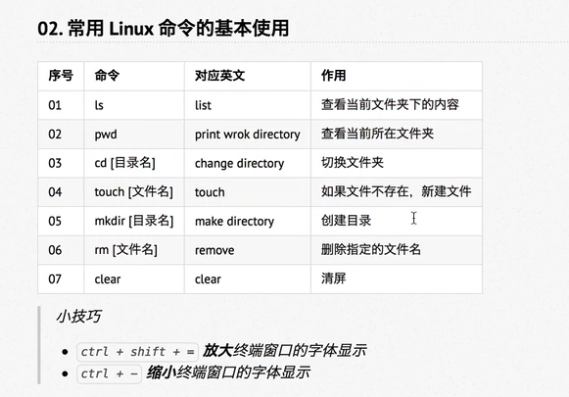 02. 常用 Linux 命令的基本使用
序号 命令 对应英文 作用
01 ls list 查看当前文件夹下的内容
02 pwd print wrok directory 查看当前所在文件夹
03 cd [目录名] change directory 切换文件夹
04 touch [文件名] touch 如果文件不存在，新建文件
05 mkdir [目录名] make directory 创建目录
06 rm [文件名] remove 删除指定的文件名
07 clear clear 清屏
小技巧
• ctrl + shift + = 放大终端窗口的字体显示
• ctrl + - 缩小终端窗口的字体显示